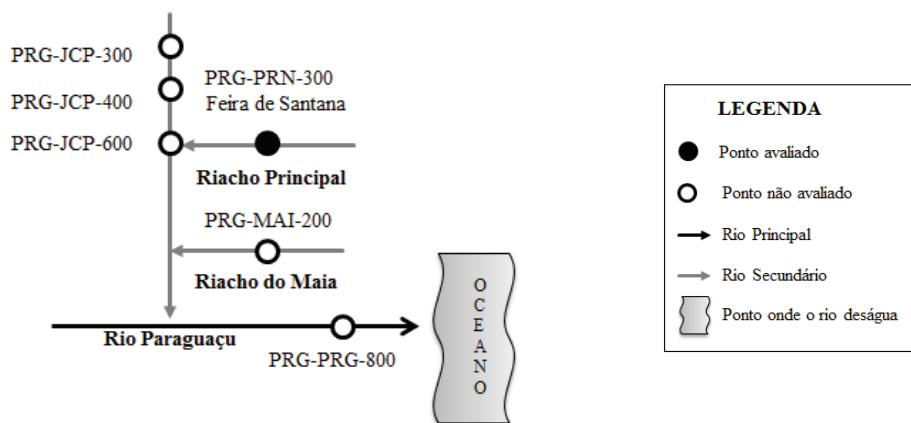 PRG-JCP-300
PRG-JCP-400
PRG-JCP-600
PRG-PRN-300
Feira de Santana
Riacho Principal
PRG-MAI-200
Riacho do Maia
Rio Paraguaçu
PRG-PRG-800
OCEANO
LEGENDA
Ponto avaliado
Ponto não avaliado
Rio Principal
Rio Secundário
Ponto onde o rio deságua